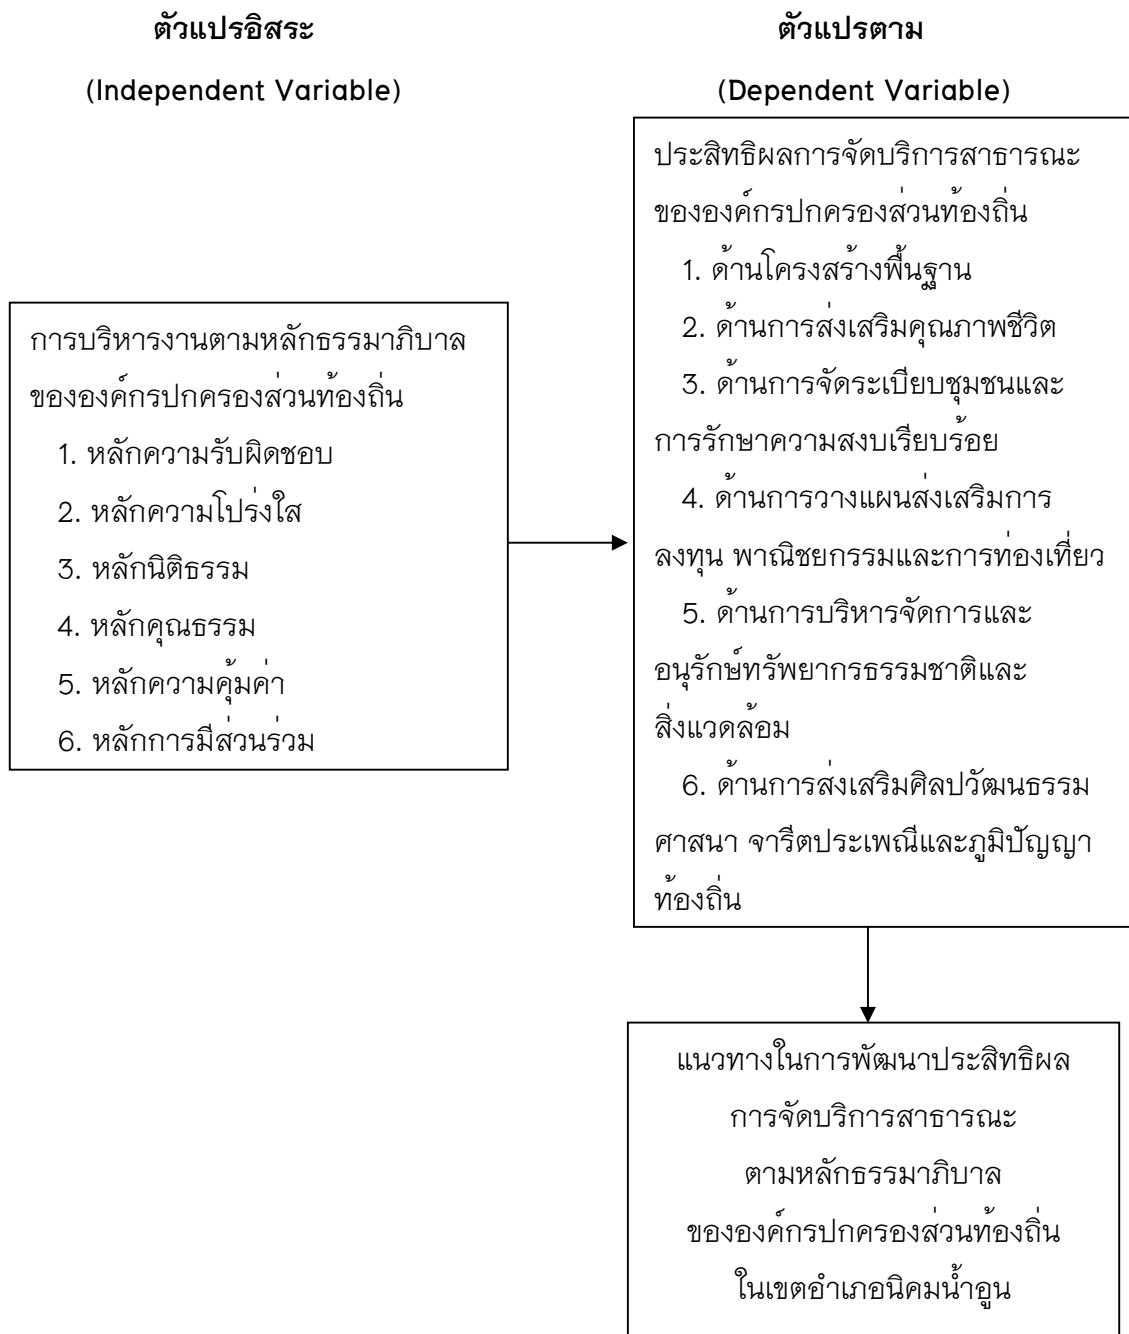 ตัวแปรอิสระ
(Independent Variable)
ตัวแปรตาม
(Dependent Variable)
การบริหารงานตามหลักธรรมาภิบาล
ขององค์กรปกครองส่วนท้องถิ่น
1. หลักความรับผิดชอบ
2. หลักความโปร่งใส
3. หลักนิติธรรม
4. หลักคุณธรรม
5. หลักความคุ้มค่า
6. หลักการมีส่วนร่วม
ประสิทธิผลการจัดบริการสาธารณะ
ขององค์กรปกครองส่วนท้องถิ่น
1. ด้านโครงสร้างพื้นฐาน
2. ด้านการส่งเสริมคุณภาพชีวิต
3. ด้านการจัดระเบียบชุมชนและ
การรักษาความสงบเรียบร้อย
4. ด้านการวางแผนส่งเสริมการ
ลงทุน พาณิชยกรรมและการท่องเที่ยว
5. ด้านการบริหารจัดการและ
อนุรักษ์ทรัพยากรธรรมชาติและ
สิ่งแวดล้อม
6. ด้านการส่งเสริมศิลปวัฒนธรรม
ศาสนา จารีตประเพณีและภูมิปัญญา
ท้องถิ่น
แนวทางในการพัฒนาประสิทธิผล
การจัดบริการสาธารณะ
ตามหลักธรรมาภิบาล
ขององค์กรปกครองส่วนท้องถิ่น
ในเขตอำเภอนิคมน้ำอูน